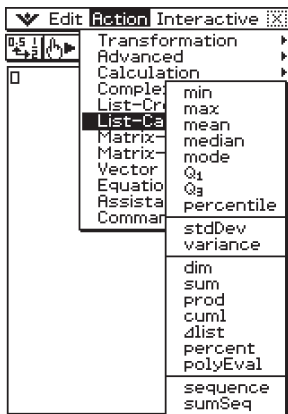 Edit Action Interactive
Transformation
Advanced
Calculation
Comple
List-Cr
List-Ca
Matrix-
Matrix-
Vector
Equatio
Assista
Comman
min
max
mean
median
mode
Q₁
Q₃
percentile
stdDev
variance
dim
sum
prod
cuml
⊿list
percent
polyEval
sequence
sumSeq